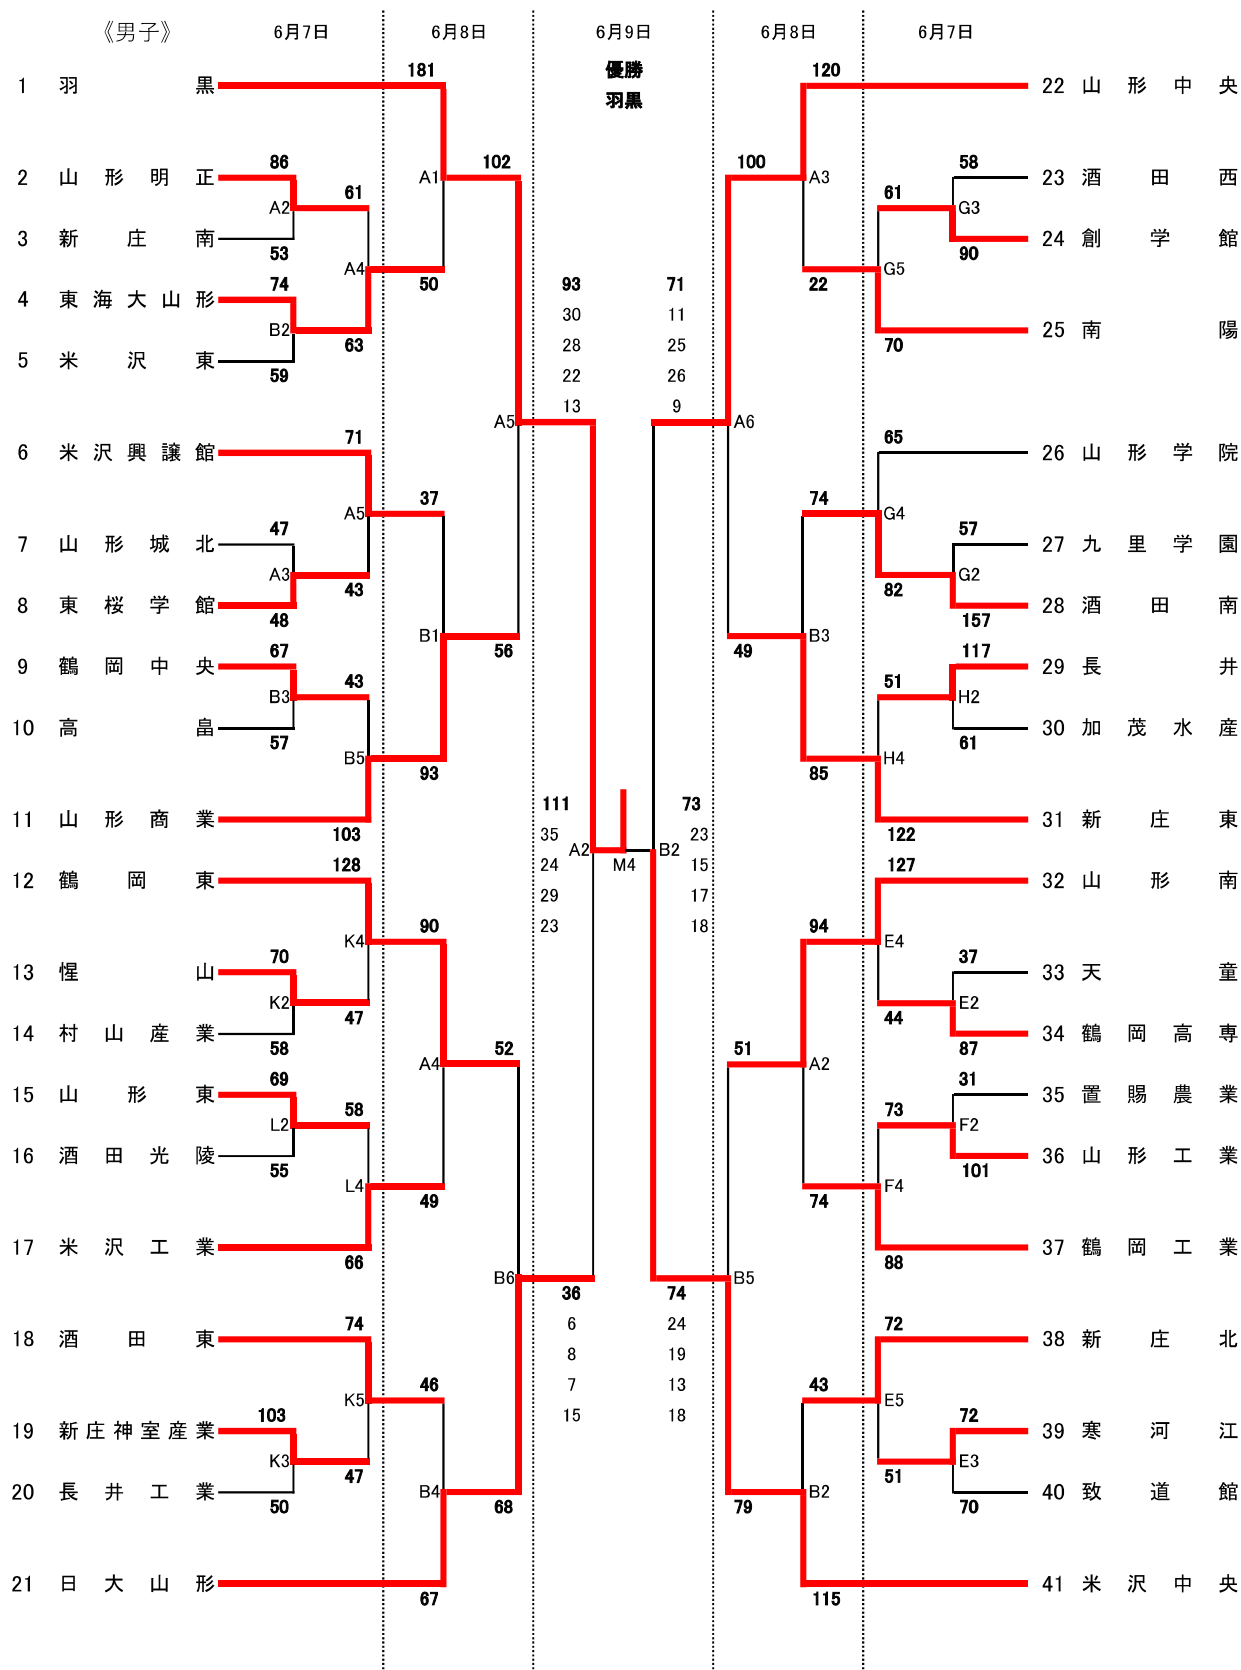 《男子》 6月7日 6月8日 6月9日 6月8日 6月7日
優勝
羽黒
181 120
1 羽黒 22 山形中央
86 102 100 58
2 山形明正 A1 A3 23 酒田西
61 61
A2 G3
3 新庄南 24 創学館
53 90
A4 G5
74 50 93 71 22
4 東海大山形 30 11
B2 25 南陽
63 28 25 70
5 米沢東 22 26
59
13 9
A5 A6
71 65
6 米沢興譲館 26 山形学院
37 74
A5 G4
47 57
7 山形城北 27 九里学園
A3 G2
43 82
8 東桜学館 28 酒田南
48 157
B1 B3
67 56 49 117
9 鶴岡中央 29 長井
43 51
B3 H2
10 高畠 30 加茂水産
57 61
B5 H4
93 85
111 73
11 山形商業 31 新庄東
103 35 23 122
A2 B2
128 24 M4 15 127
12 鶴岡東 32 山形南
29 17
90 23 18 94
K4 E4
70 37
13 惺山 33 天童
K2 E2
47 44
14 村山産業 34 鶴岡高専
58 52 51 87
A4 A2
69 31
15 山形東 35 置賜農業
58 73
L2 F2
16 酒田光陵 36 山形工業
55 101
L4 F4
49 74
17 米沢工業 37 鶴岡工業
66 88
B6 B5
36 74
74 6 24 72
18 酒田東 38 新庄北
8 19
46 7 13 43
K5 E5
103 15 18 72
19 新庄神室産業 39 寒河江
K3 E3
47 51
20 長井工業 B4 B2 40 致道館
50 68 79 70
21 日大山形 41 米沢中央
67 115